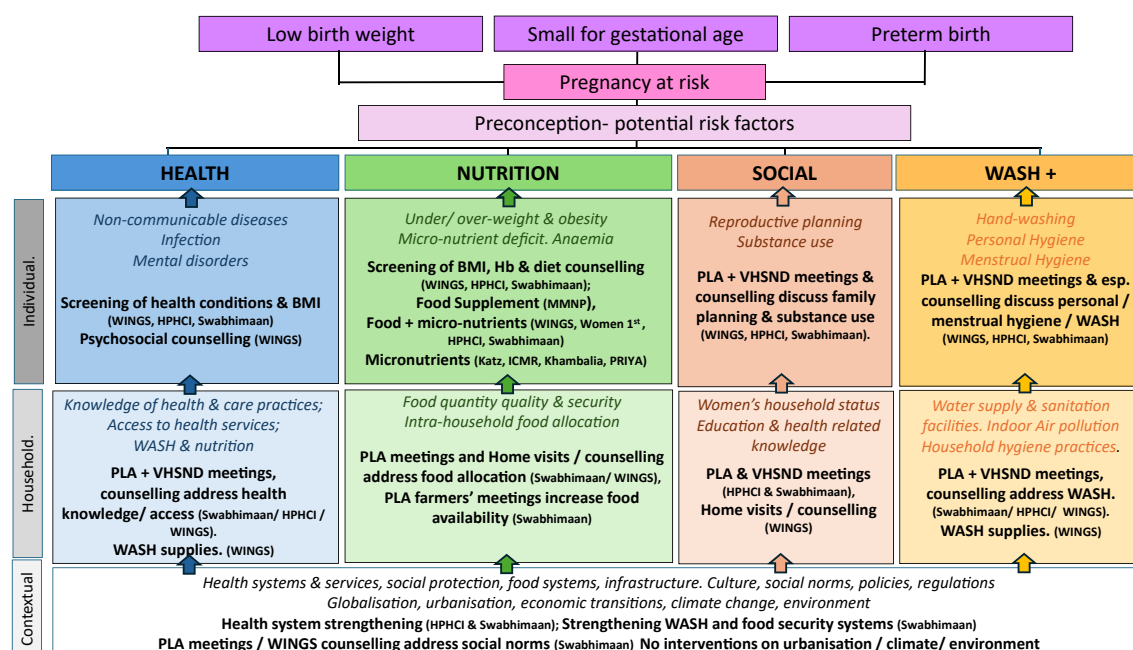 Low birth weight
Small for gestational age
Preterm birth
Pregnancy at risk
Preconception- potential risk factors
HEALTH
NUTRITION
SOCIAL
WASH +
Individual.
Non-communicable diseases
Infection
Mental disorders
Screening of health conditions & BMI
(WINGS, HPHCI, Swabhimaan)
Psychosocial counselling (WINGS)
Under/ over-weight & obesity
Micro-nutrient deficit. Anaemia
Screening of BMI, Hb & diet counselling
(WINGS, HPHCI, Swabhimaan);
Food Supplement (MMNP),
Food + micro-nutrients (WINGS, Women 1st ,
HPHCI, Swabhimaan)
Micronutrients (Katz, ICMR, Khambalia, PRIYA)
Reproductive planning
Substance use
PLA + VHSND meetings &
counselling discuss family
planning & substance use
(WINGS, HPHCI, Swabhimaan).
Hand-washing
Personal Hygiene
Menstrual Hygiene
PLA + VHSND meetings & esp.
counselling discuss personal /
menstrual hygiene / WASH
(WINGS, HPHCI, Swabhimaan)
Household.
Knowledge of health & care practices;
Access to health services;
WASH & nutrition
PLA + VHSND meetings,
counselling address health
knowledge/ access (Swabhimaan/ HPHCI /
WINGS).
WASH supplies. (WINGS)
Food quantity quality & security
Intra-household food allocation
PLA meetings and Home visits / counselling
address food allocation (Swabhimaan/ WINGS),
PLA farmers' meetings increase food
availability (Swabhimaan)
Women's household status
Education & health related
knowledge
PLA & VHSND meetings
(HPHCI & Swabhimaan),
Home visits / counselling
(WINGS)
Water supply & sanitation
facilities. Indoor Air pollution
Household hygiene practices.
PLA + VHSND meetings,
counselling address WASH.
(Swabhimaan/ HPHCI/ WINGS).
WASH supplies. (WINGS)
Contextual
Health systems & services, social protection, food systems, infrastructure. Culture, social norms, policies, regulations
Globalisation, urbanisation, economic transitions, climate change, environment
Health system strengthening (HPHCI & Swabhimaan); Strengthening WASH and food security systems (Swabhimaan)
PLA meetings / WINGS counselling address social norms (Swabhimaan) No interventions on urbanisation / climate/ environment